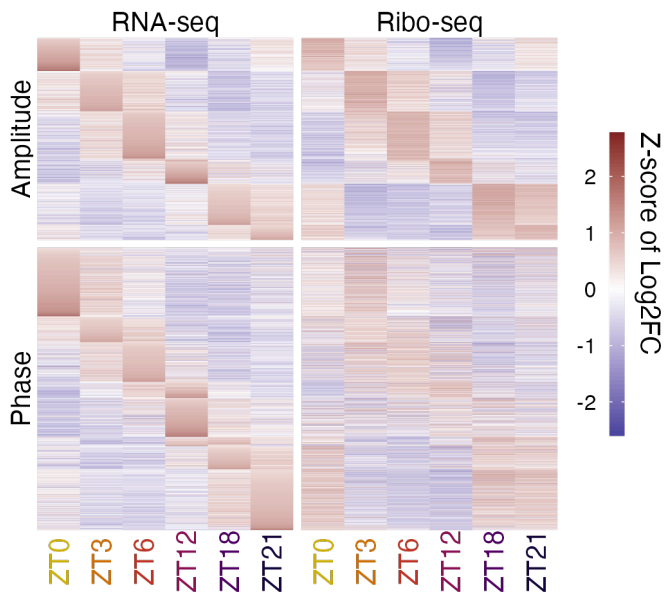 RNA-seq
Ribo-seq
Amplitude
Phase
2
1
0
-1
-2
Z-score of Log2FC
ZT0
ZT3
ZT6
ZT12
ZT18
ZT21
ZT0
ZT3
ZT6
ZT12
ZT18
ZT21